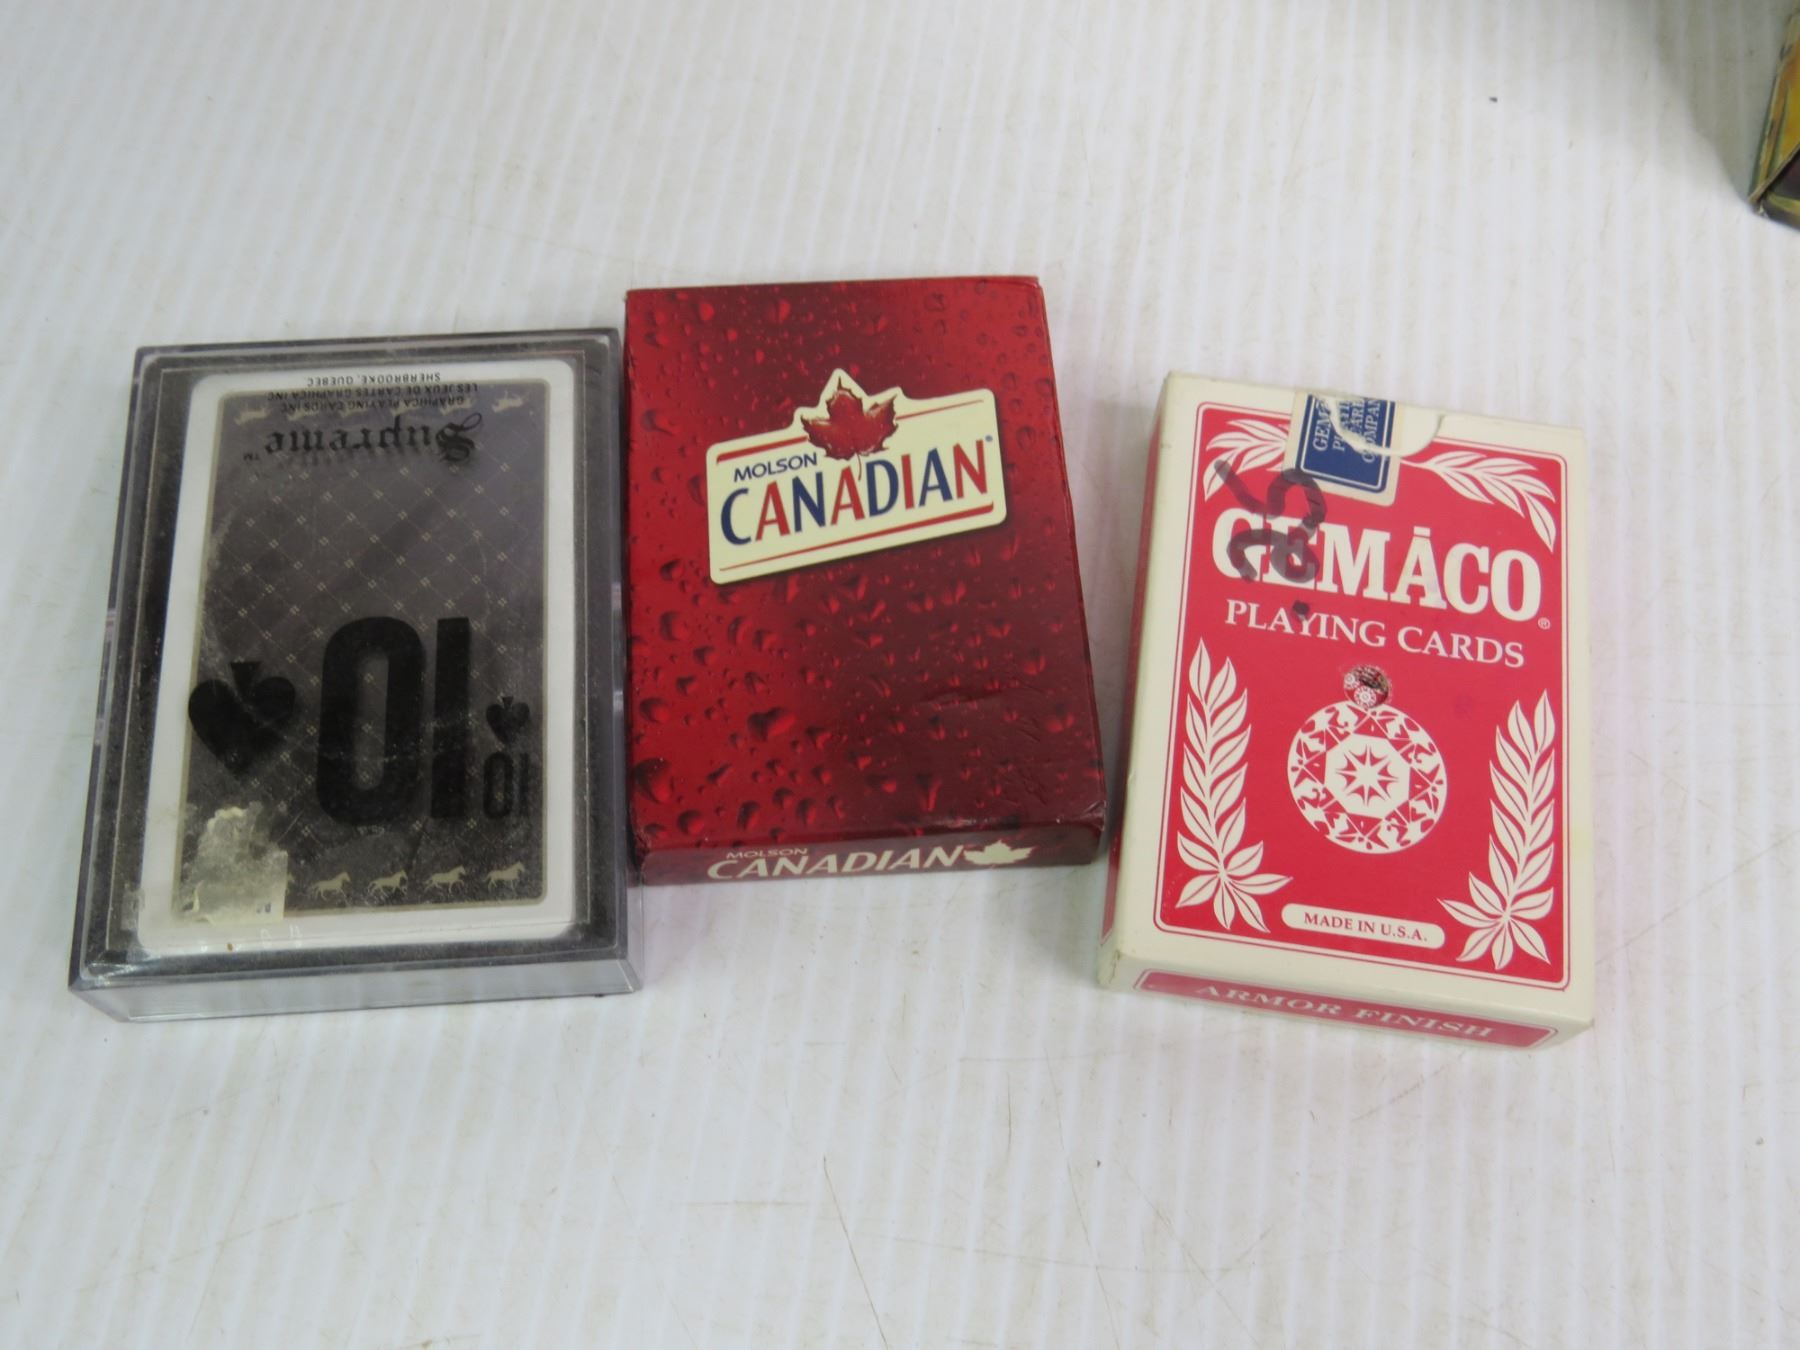 SHERBROOKE, QUEBEC
LES JEUX DE CARTES GRAPHICA INC
GRAPHICA PLAYING CARDS INC
Supreme™
10
10
MOLSON
CANADIAN
MOLSON
CANADIAN
GEMACO
PLAYING CARDS
MADE IN U.S.A.
ARMOR FINISH